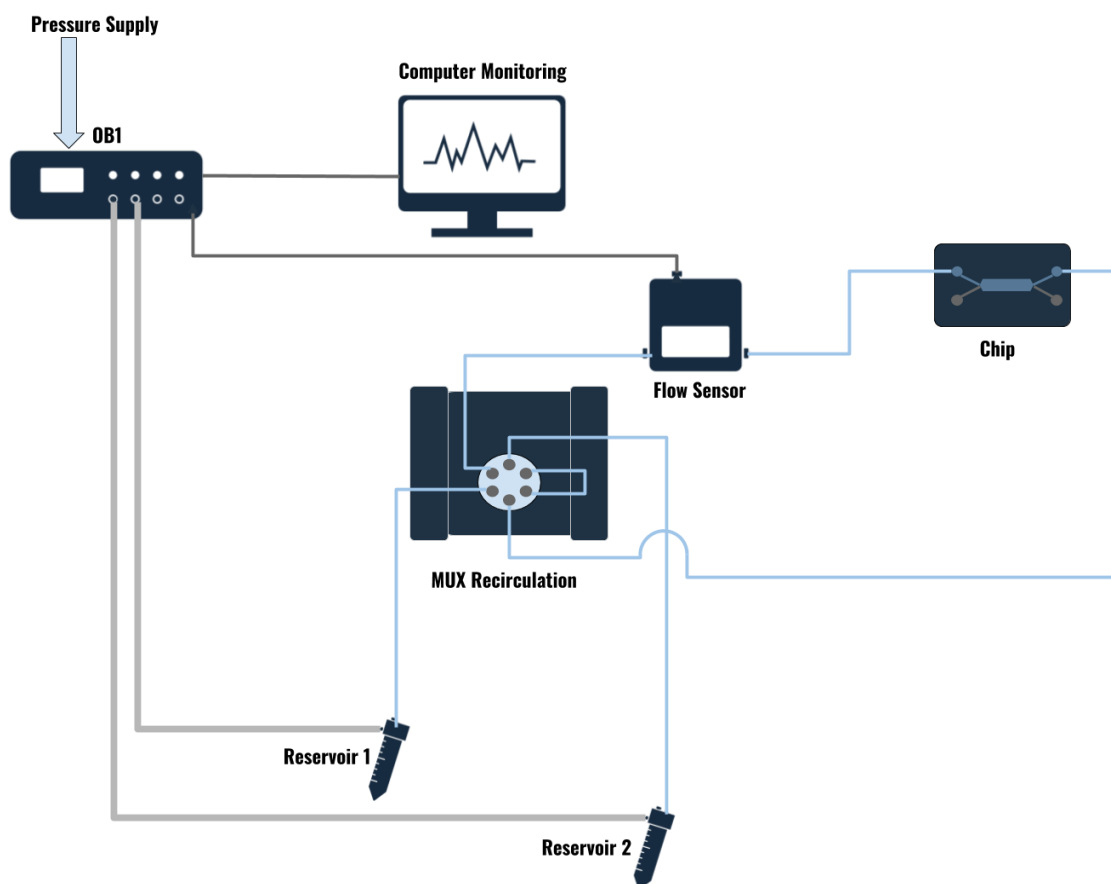 Pressure Supply
OB1
Computer Monitoring
Chip
Flow Sensor
MUX Recirculation
Reservoir 1
Reservoir 2